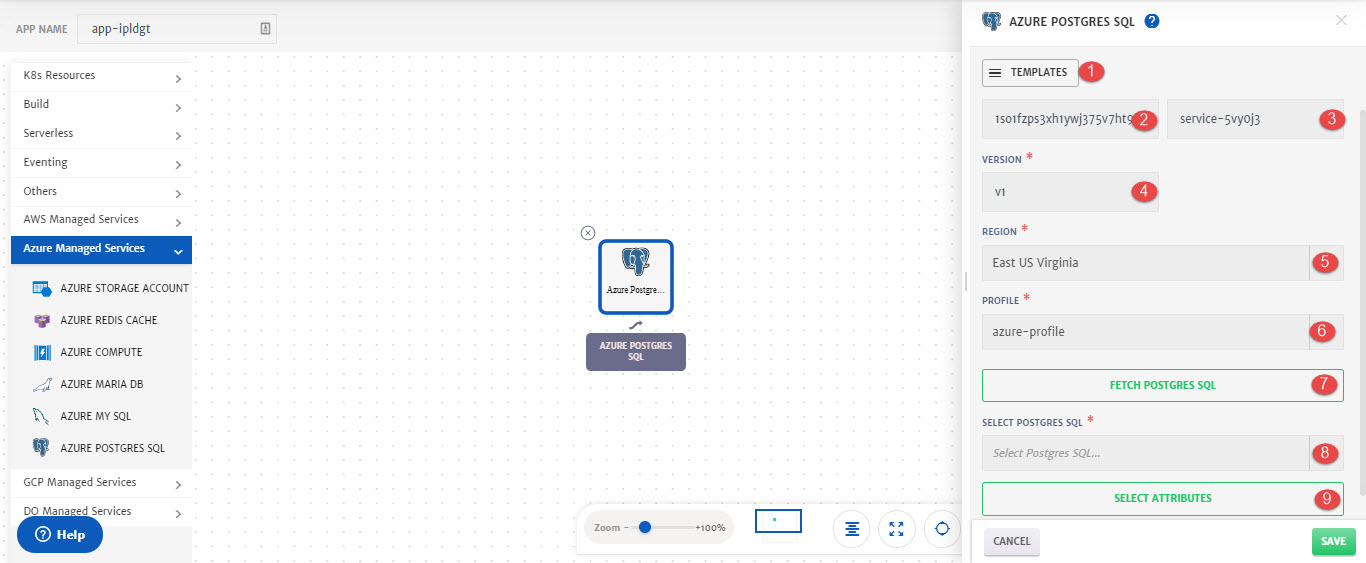 APP NAME
app-ipldgt
K8s Resources
Build
Serverless
Eventing
Others
AWS Managed Services
Azure Managed Services
AZURE STORAGE ACCOUNT
AZURE REDIS CACHE
AZURE COMPUTE
AZURE MARIA DB
AZURE MY SQL
AZURE POSTGRES SQL
GCP Managed Services
DO Managed Services
? Help
Azure Postgre...
AZURE POSTGRES
SQL
Zoom - +100%
AZURE POSTGRES SQL ?
TEMPLATES 1
1so1fzps3xh1ywj375v7ht9 2
service-5vy0j3 3
VERSION *
v1 4
REGION *
East US Virginia 5
PROFILE *
azure-profile 6
FETCH POSTGRES SQL 7
SELECT POSTGRES SQL *
Select Postgres SQL... 8
SELECT ATTRIBUTES 9
CANCEL
SAVE